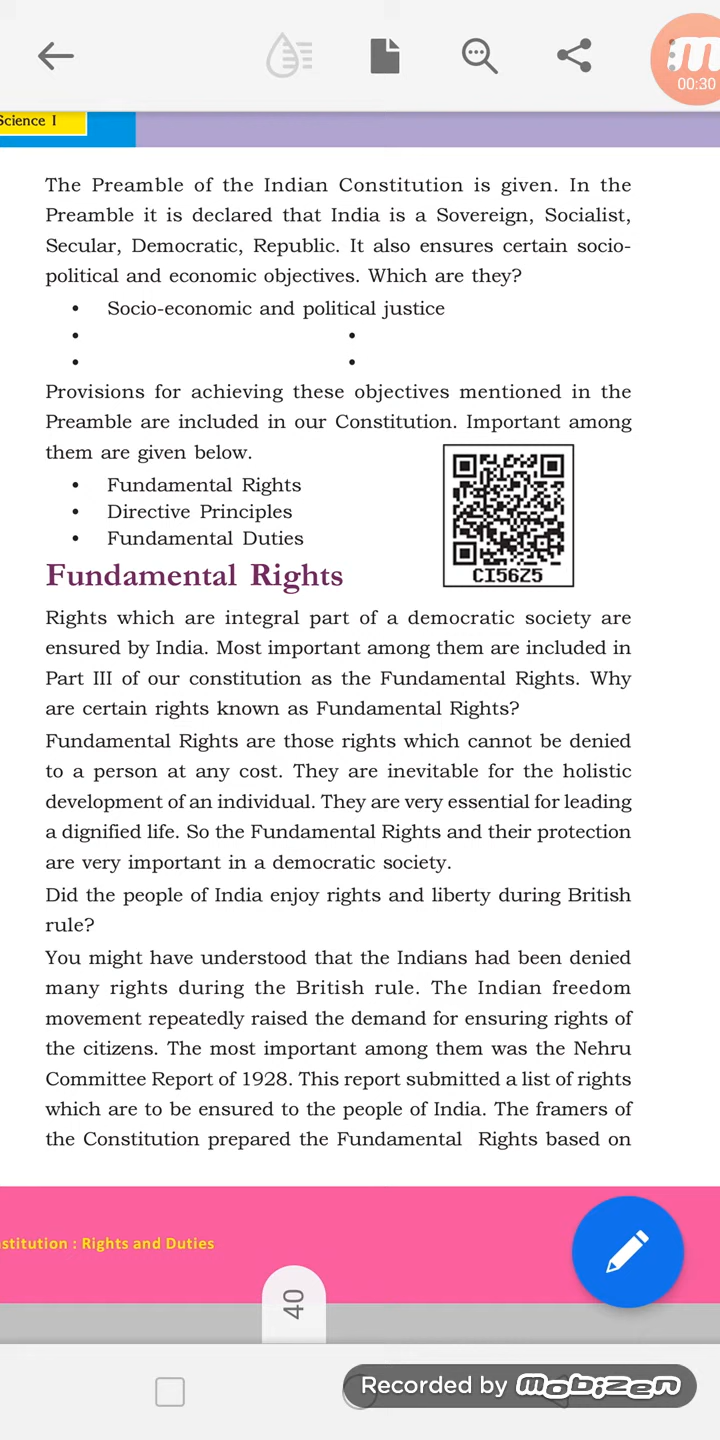 00:30
Science I
The Preamble of the Indian Constitution is given. In the
Preamble it is declared that India is a Sovereign, Socialist,
Secular, Democratic, Republic. It also ensures certain socio-
political and economic objectives. Which are they?
• Socio-economic and political justice
• •
• •
Provisions for achieving these objectives mentioned in the
Preamble are included in our Constitution. Important among
them are given below.
• Fundamental Rights
• Directive Principles
• Fundamental Duties
CI56Z5
Fundamental Rights
Rights which are integral part of a democratic society are
ensured by India. Most important among them are included in
Part III of our constitution as the Fundamental Rights. Why
are certain rights known as Fundamental Rights?
Fundamental Rights are those rights which cannot be denied
to a person at any cost. They are inevitable for the holistic
development of an individual. They are very essential for leading
a dignified life. So the Fundamental Rights and their protection
are very important in a democratic society.
Did the people of India enjoy rights and liberty during British
rule?
You might have understood that the Indians had been denied
many rights during the British rule. The Indian freedom
movement repeatedly raised the demand for ensuring rights of
the citizens. The most important among them was the Nehru
Committee Report of 1928. This report submitted a list of rights
which are to be ensured to the people of India. The framers of
the Constitution prepared the Fundamental Rights based on
stitution : Rights and Duties
40
Recorded by mobizen